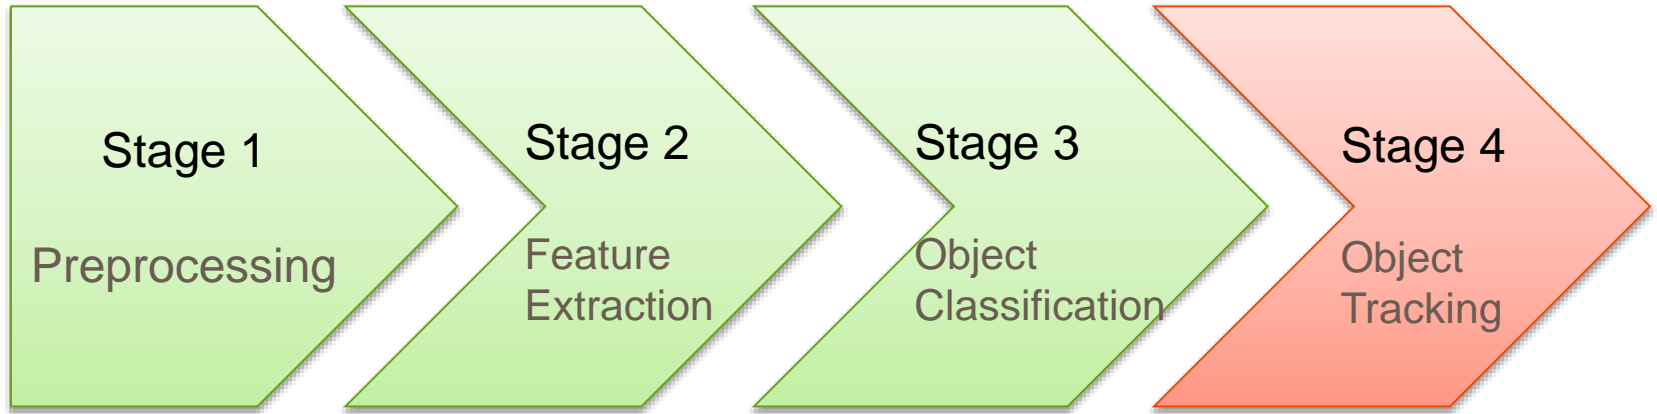 Stage 1
Preprocessing
Stage 2
Feature
Extraction
Stage 3
Object
Classification
Stage 4
Object
Tracking